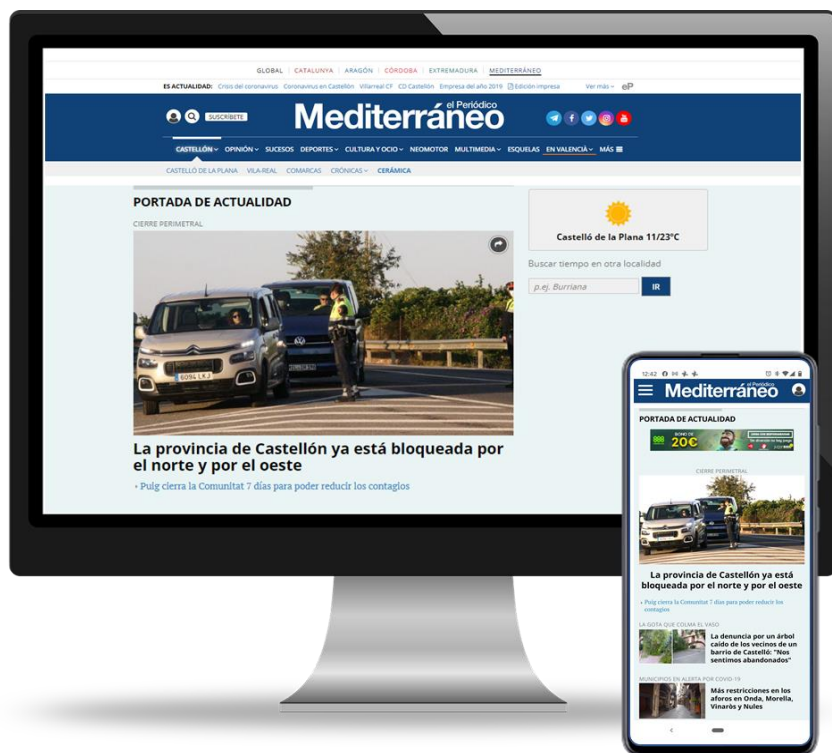 GLOBAL | CATALUNYA | ARAGÓN | CÓRDOBA | EXTREMADURA | MEDITERRÁNEO
ES ACTUALIDAD: Crisis del coronavirus Coronavirus en Castellón Villarreal CF CD Castellón Empresa del año 2019 Edición impresa Ver más eP
SUSCRÍBETE
el Periódico
Mediterráneo
CASTELLÓN OPINIÓN SUCESOS DEPORTES CULTURA Y OCIO NEOMOTOR MULTIMEDIA ESQUELAS EN VALENCIÀ MÁS
CASTELLÓ DE LA PLANA VILA-REAL COMARCAS CRÓNICAS CERÁMICA
PORTADA DE ACTUALIDAD
CIERRE PERIMETRAL
6094 LKJ
La provincia de Castellón ya está bloqueada por
el norte y por el oeste
Puig cierra la Comunitat 7 días para poder reducir los contagios
Castelló de la Plana 11/23°C
Buscar tiempo en otra localidad
p.ej. Burriana
IR
12:42
el Periódico
Mediterráneo
PORTADA DE ACTUALIDAD
BONO DE
20€
CIERRE PERIMETRAL
La provincia de Castellón ya está
bloqueada por el norte y por el oeste
Puig cierra la Comunitat 7 días para poder reducir los
contagios
LA GOTA QUE COLMA EL VASO
La denuncia por un árbol
caído de los vecinos de un
barrio de Castelló: "Nos
sentimos abandonados"
MUNICIPIOS EN ALERTA POR COVID-19
Más restricciones en los
aforos en Onda, Morella,
Vinaròs y Nules